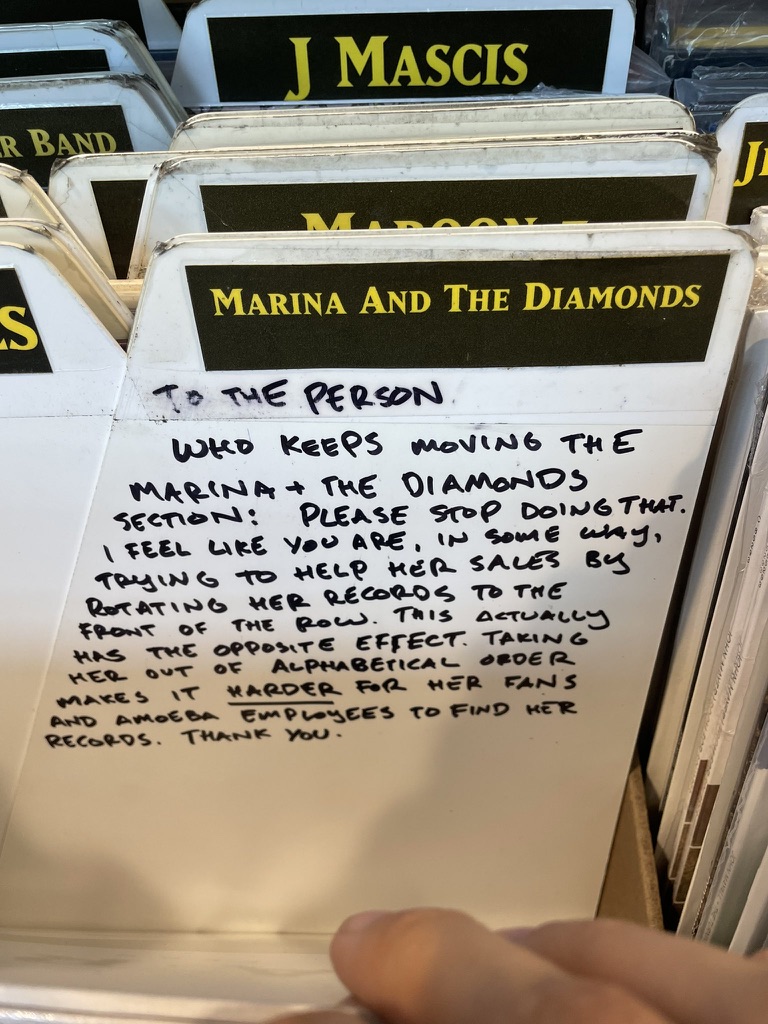 J MASCIS
R BAND
MAROON 5
MARINA AND THE DIAMONDS
TO THE PERSON
WHO KEEPS MOVING THE
MARINA + THE DIAMONDS
SECTION: PLEASE STOP DOING THAT.
I FEEL LIKE YOU ARE, IN SOME WAY,
TRYING TO HELP HER SALES BY
ROTATING HER RECORDS TO THE
FRONT OF THE ROW. THIS ACTUALLY
HAS THE OPPOSITE EFFECT. TAKING
HER OUT OF ALPHABETICAL ORDER
MAKES IT HARDER FOR HER FANS
AND AMOEBA EMPLOYEES TO FIND HER
RECORDS. THANK YOU.